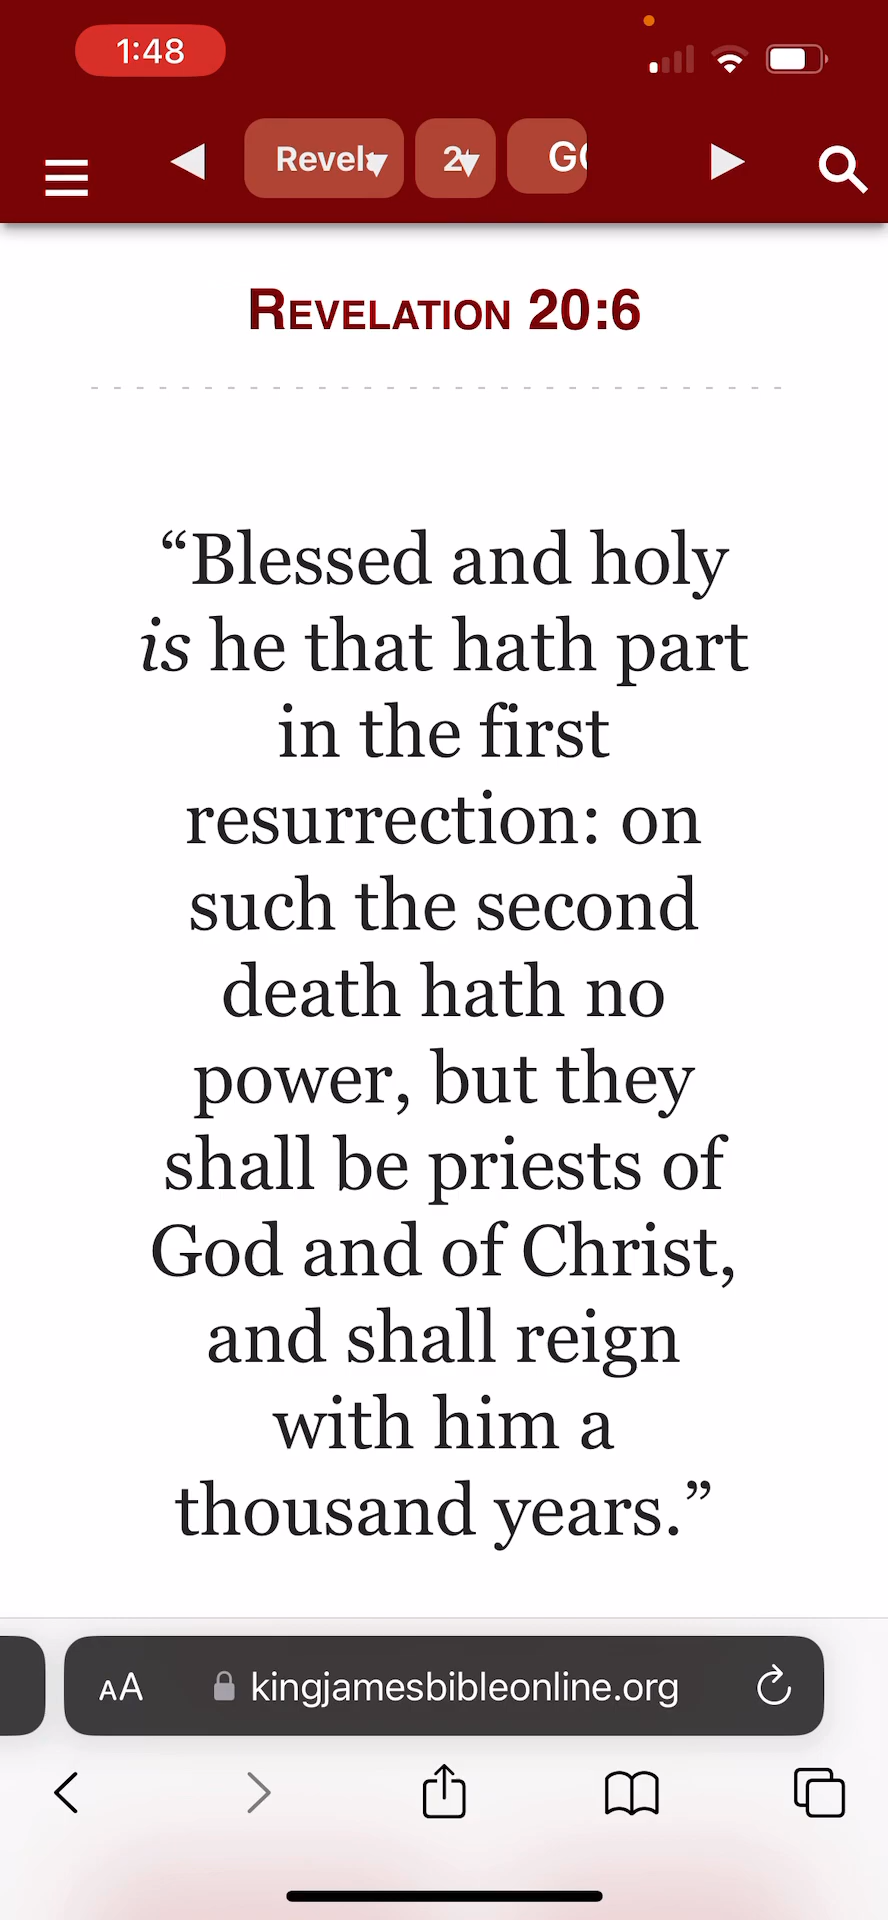 1:48
Revel
2
Revelation 20:6
“Blessed and holy
is he that hath part
in the first
resurrection: on
such the second
death hath no
power, but they
shall be priests of
God and of Christ,
and shall reign
with him a
thousand years.”
AA kingjamesbibleonline.org